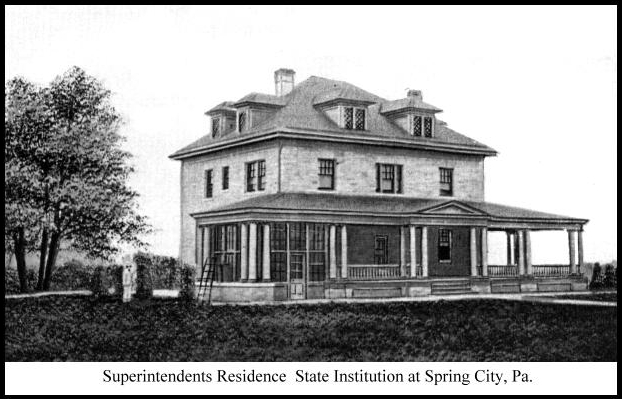 Superintendents Residence  State Institution at Spring City, Pa.